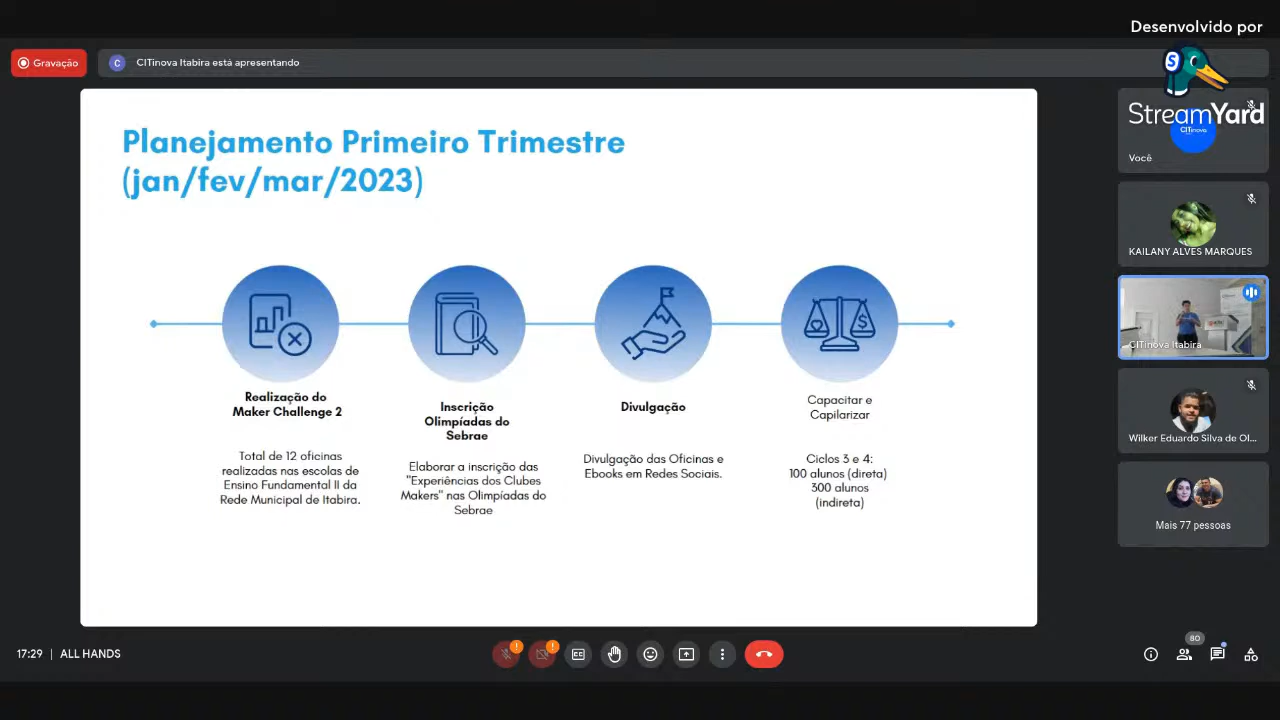 Desenvolvido por
StreamYard
Gravação
C
CITinova Itabira está apresentando
Planejamento Primeiro Trimestre
(jan/fev/mar/2023)
Realização do
Maker Challenge 2
Total de 12 oficinas
realizadas nas escolas de
Ensino Fundamental II da
Rede Municipal de Itabira.
Inscrição
Olimpíadas do
Sebrae
Elaborar a inscrição das
"Experiências dos Clubes
Makers" nas Olimpíadas do
Sebrae
Divulgação
Divulgação das Oficinas e
Ebooks em Redes Sociais.
Capacitar e
Capilarizar
Ciclos 3 e 4:
100 alunos (direta)
300 alunos
(indireta)
CITinova
Você
KAILANY ALVES MARQUES
CITinova Itabira
Wilker Eduardo Silva de Ol...
Mais 77 pessoas
17:29 | ALL HANDS
80